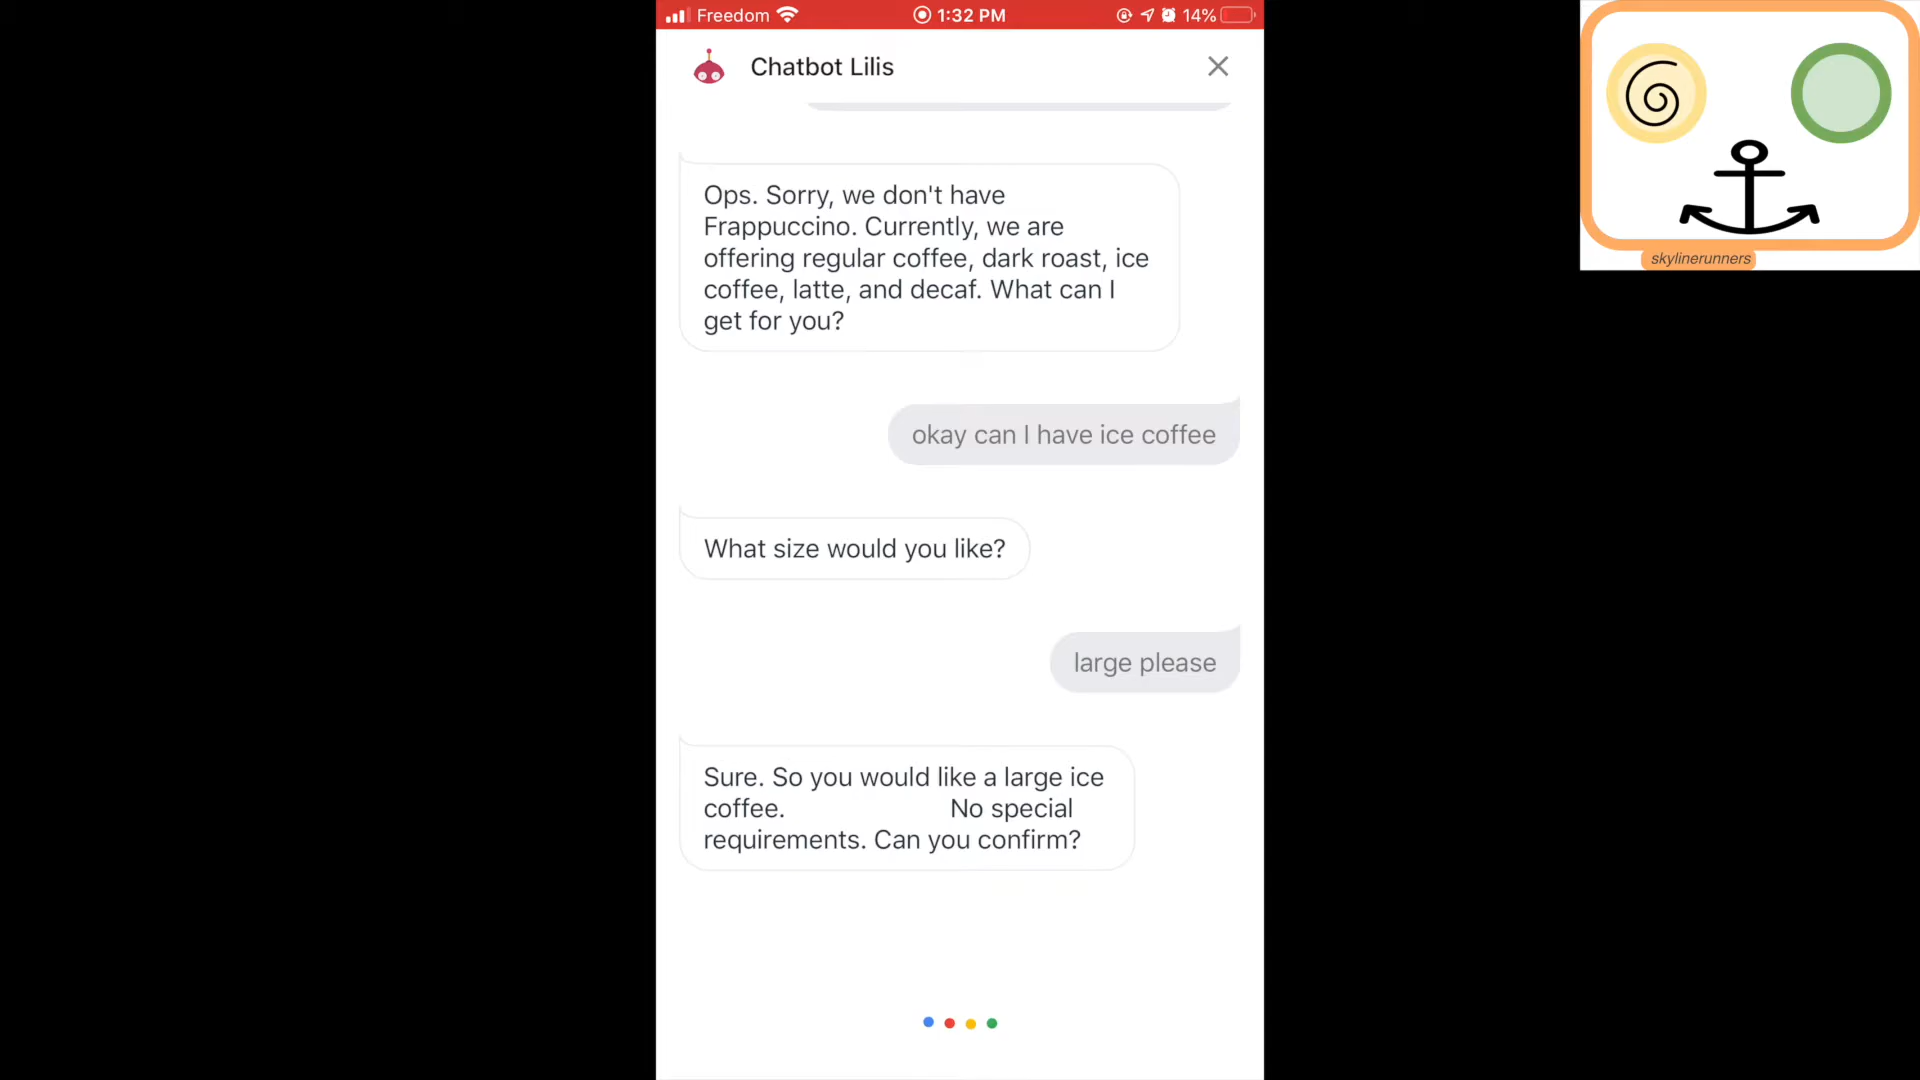 Freedom 1:32 PM 14%
Chatbot Lilis
Ops. Sorry, we don't have
Frappuccino. Currently, we are
offering regular coffee, dark roast, ice
coffee, latte, and decaf. What can I
get for you?
okay can I have ice coffee
What size would you like?
large please
Sure. So you would like a large ice
coffee. No special
requirements. Can you confirm?
skylinerunners